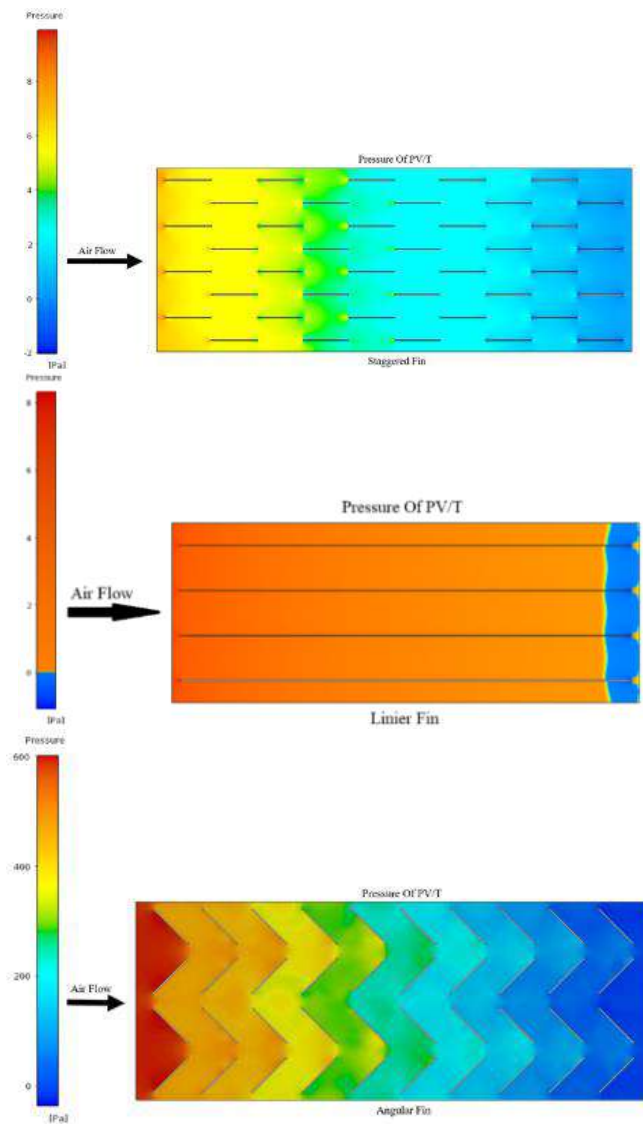 Pressure
8
6
4
2
0
-2
[Pa]
Air Flow
Pressure Of PV/T
Staggered Fin
Pressure
8
6
4
2
0
[Pa]
Air Flow
Pressure Of PV/T
Linier Fin
Pressure
600
400
200
0
[Pa]
Air Flow
Pressure Of PV/T
Angular Fin